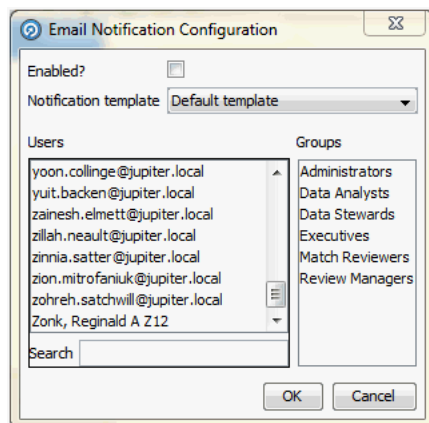 Email Notification Configuration
Enabled?
Notification template Default template
Users
yoon.collinge@jupiter.local
yuit.backen@jupiter.local
zainesh.elmett@jupiter.local
zillah.neault@jupiter.local
zinnia.satter@jupiter.local
zion.mitrofaniuk@jupiter.local
zohreh.satchwill@jupiter.local
Zonk, Reginald A Z12
Search
Groups
Administrators
Data Analysts
Data Stewards
Executives
Match Reviewers
Review Managers
OK Cancel